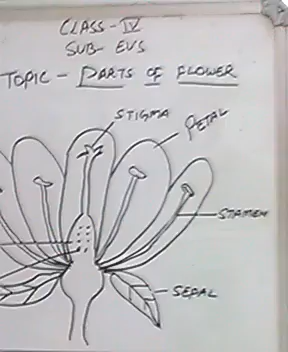 CLASS-IV
SUB- EVS
TOPIC - PARTS OF FLOWER
STIGMA
PETAL
STAMEN
SEPAL